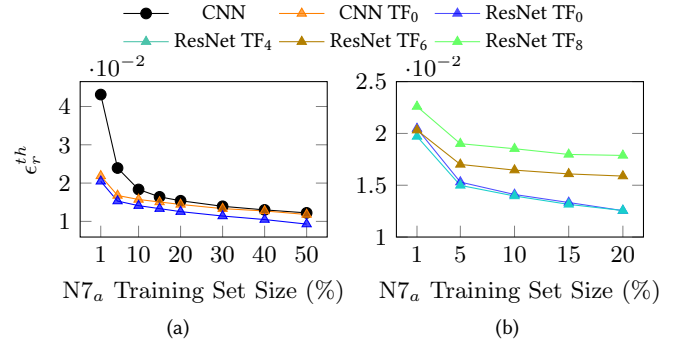 CNN CNN TF₀ ResNet TF₀
ResNet TF₄ ResNet TF₆ ResNet TF₈
·10⁻² ·10⁻²
ϵᵣᵗʰ
4
3
2
1
1 10 20 30 40 50
N7ₐ Training Set Size (%)
(a)
2.5
2
1.5
1
1 5 10 15 20
N7ₐ Training Set Size (%)
(b)